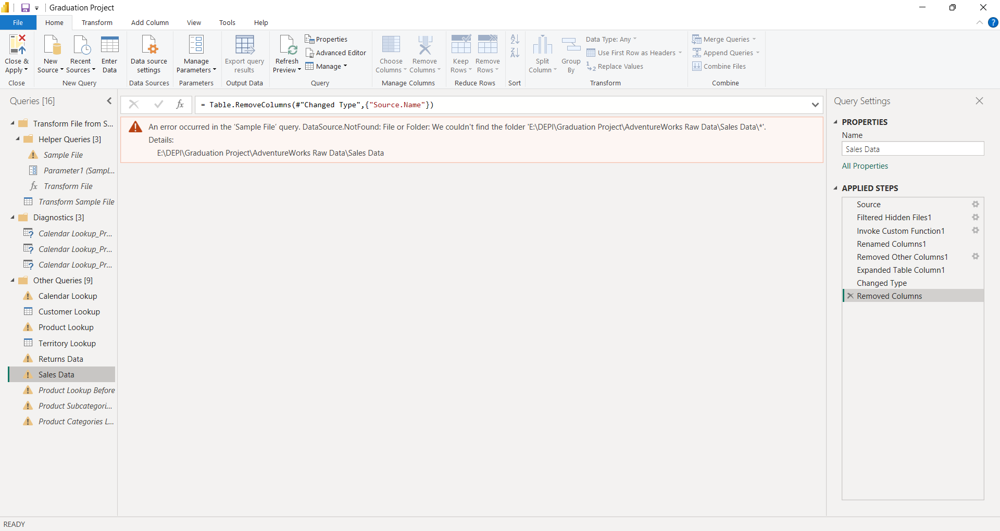 Graduation Project
File
Home
Transform
Add Column
View
Tools
Help
?
Close &
Apply
Close
New
Source
Recent
Sources
Enter
Data
New Query
Data source
settings
Data Sources
Manage
Parameters
Parameters
Export query
results
Output Data
Refresh
Preview
Properties
Advanced Editor
Manage
Query
Choose
Columns
Remove
Columns
Manage Columns
Keep
Rows
Remove
Rows
Reduce Rows
A
Z
Z
A
Sort
Split
Column
Group
By
Data Type: Any
Use First Row as Headers
1
2
Replace Values
Transform
Merge Queries
Append Queries
Combine Files
Combine
Queries [16]
Transform File from S...
Helper Queries [3]
Sample File
Parameter1 (Sampl...
fx
Transform File
Transform Sample File
Diagnostics [3]
Calendar Lookup_Pr...
Calendar Lookup_Pr...
Calendar Lookup_Pr...
Other Queries [9]
Calendar Lookup
Customer Lookup
Product Lookup
Territory Lookup
Returns Data
Sales Data
Product Lookup Before
Product Subcategori...
Product Categories L...
fx
= Table.RemoveColumns(#"Changed Type",{"Source.Name"})
An error occurred in the ‘Sample File’ query. DataSource.NotFound: File or Folder: We couldn't find the folder 'E:\DEPI\Graduation Project\AdventureWorks Raw Data\Sales Data\*'.
Details:
E:\DEPI\Graduation Project\AdventureWorks Raw Data\Sales Data
Query Settings
PROPERTIES
Name
Sales Data
All Properties
APPLIED STEPS
Source
Filtered Hidden Files1
Invoke Custom Function1
Renamed Columns1
Removed Other Columns1
Expanded Table Column1
Changed Type
Removed Columns
READY